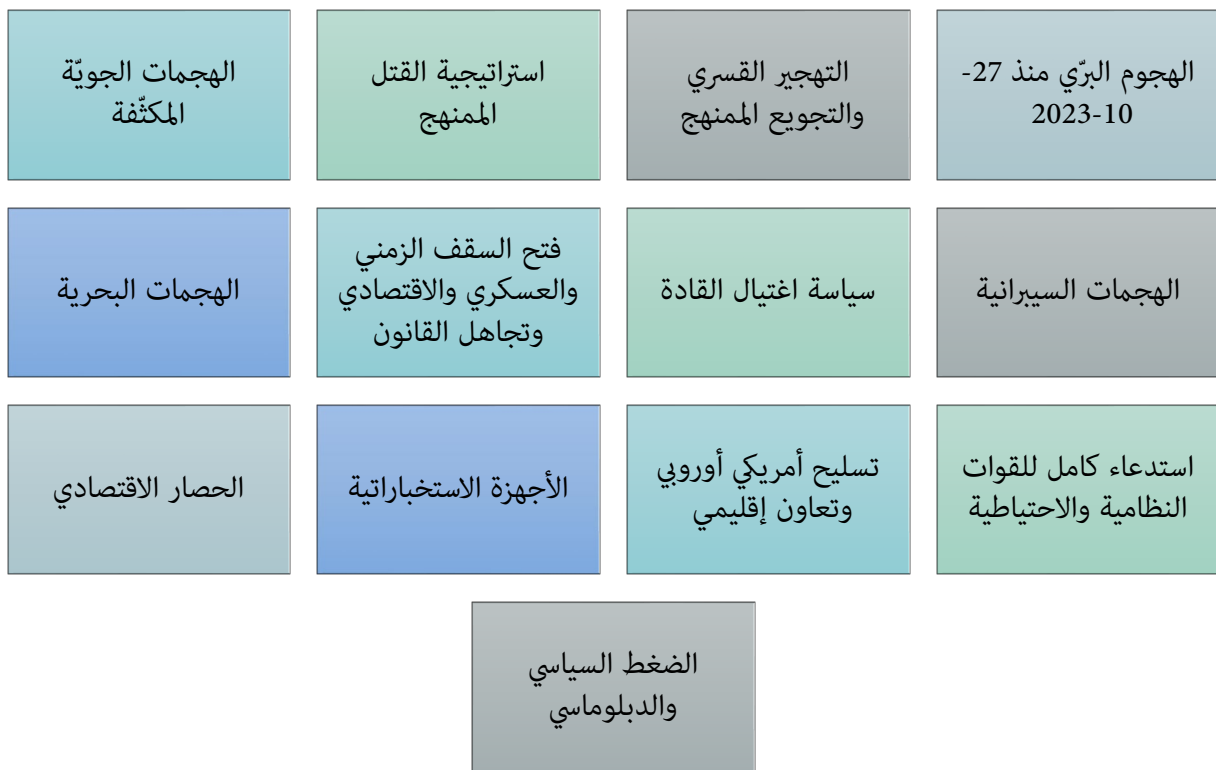 الهجوم البرّي منذ 27-
10-2023
التهجير القسري
والتجويع الممنهج
استراتيجية القتل
الممنهج
الهجمات الجويّة
المكثّفة
الهجمات السيبرانية
سياسة اغتيال القادة
فتح السقف الزمني
والعسكري والاقتصادي
وتجاهل القانون
الهجمات البحرية
استدعاء كامل للقوات
النظامية والاحتياطية
تسليح أمريكي أوروبي
وتعاون إقليمي
الأجهزة الاستخباراتية
الحصار الاقتصادي
الضغط السياسي
والدبلوماسي